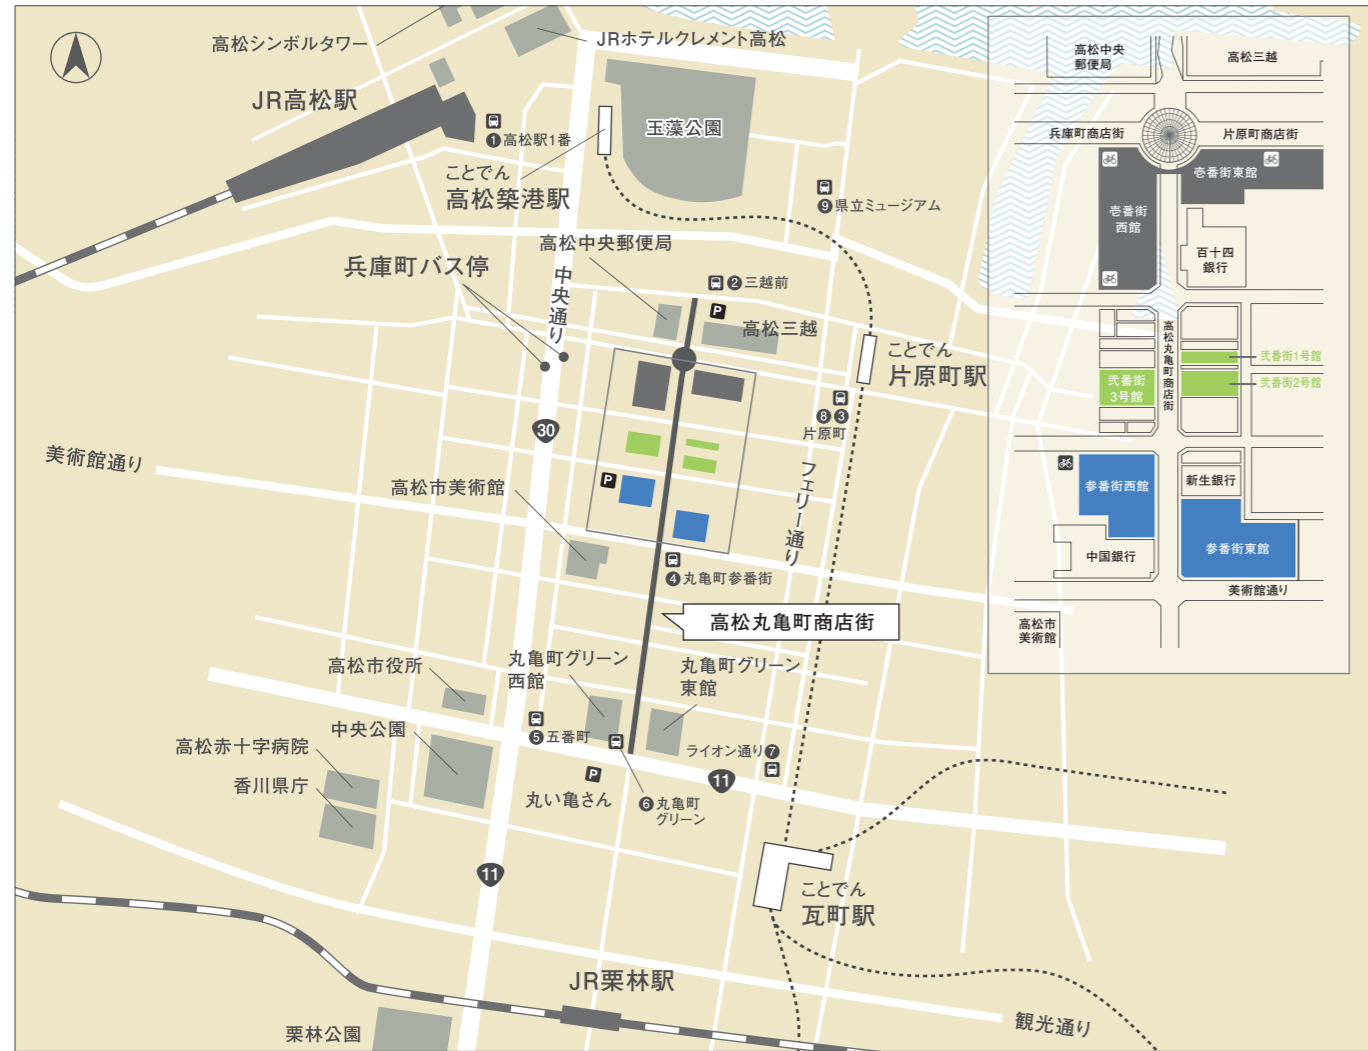 高松シンボルタワー
JRホテルクレメント高松
JR高松駅
1高松駅1番
玉藻公園
ことでん
高松築港駅
9県立ミュージアム
高松中央郵便局
兵庫町バス停
中央通り
2三越前
P
高松三越
ことでん
片原町駅
8 3
片原町
30
美術館通り
高松市美術館
P
フェリー通り
4丸亀町参番街
高松丸亀町商店街
高松市役所
丸亀町グリーン
西館
丸亀町グリーン
東館
中央公園
高松赤十字病院
香川県庁
5五番町
ライオン通り7
P
丸い亀さん
6丸亀町
グリーン
11
11
ことでん
瓦町駅
JR栗林駅
栗林公園
観光通り
高松中央
郵便局
高松三越
兵庫町商店街
片原町商店街
壱番街東館
壱番街
西館
百十四
銀行
高松丸亀町商店街
弐番街1号館
弐番街2号館
弐番街
3号館
参番街西館
新生銀行
参番街東館
中国銀行
美術館通り
高松市
美術館